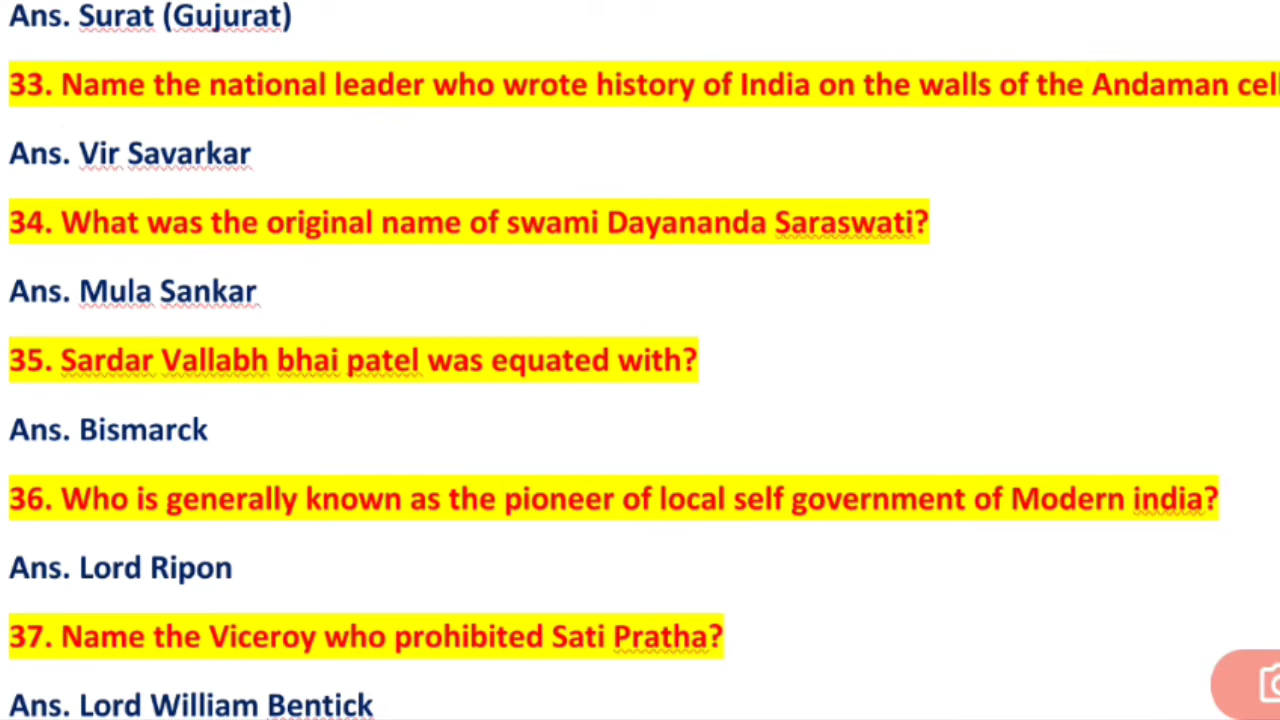 Ans. Surat (Gujurat)
33. Name the national leader who wrote history of India on the walls of the Andaman cel
Ans. Vir Savarkar
34. What was the original name of swami Dayananda Saraswati?
Ans. Mula Sankar
35. Sardar Vallabh bhai patel was equated with?
Ans. Bismarck
36. Who is generally known as the pioneer of local self government of Modern india?
Ans. Lord Ripon
37. Name the Viceroy who prohibited Sati Pratha?
Ans. Lord William Bentick